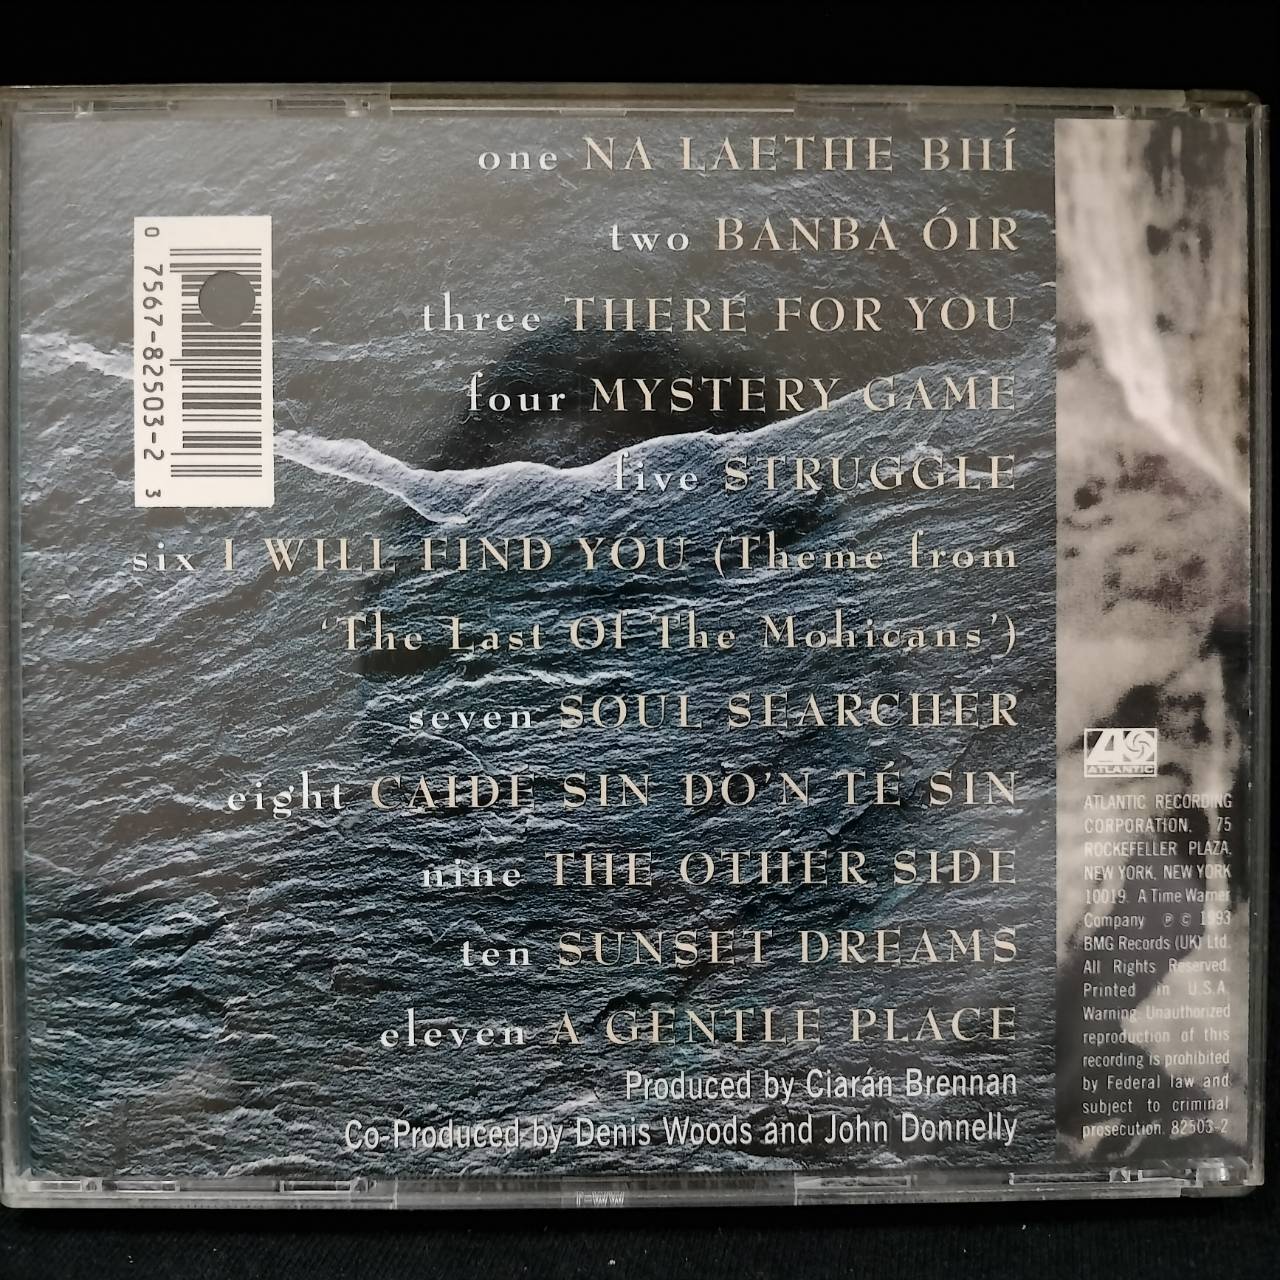 one NA LAETHE BHÍ
two BANBA ÓIR
three THERE FOR YOU
four MYSTERY GAME
five STRUGGLE
six I WILL FIND YOU (Theme from
'The Last Of The Mohicans')
seven SOUL SEARCHER
eight CAIDÉ SIN DO'N TÉ SIN
nine THE OTHER SIDE
ten SUNSET DREAMS
eleven A GENTLE PLACE
Produced by Ciarán Brennan
Co-Produced by Denis Woods and John Donnelly
0 7567-82503-2 3
ATLANTIC
ATLANTIC RECORDING
CORPORATION, 75
ROCKEFELLER PLAZA,
NEW YORK, NEW YORK
10019. A Time Warner
Company ℗ © 1993
BMG Records (UK) Ltd.
All Rights Reserved.
Printed in U.S.A.
Warning: Unauthorized
reproduction of this
recording is prohibited
by Federal law and
subject to criminal
prosecution. 82503-2